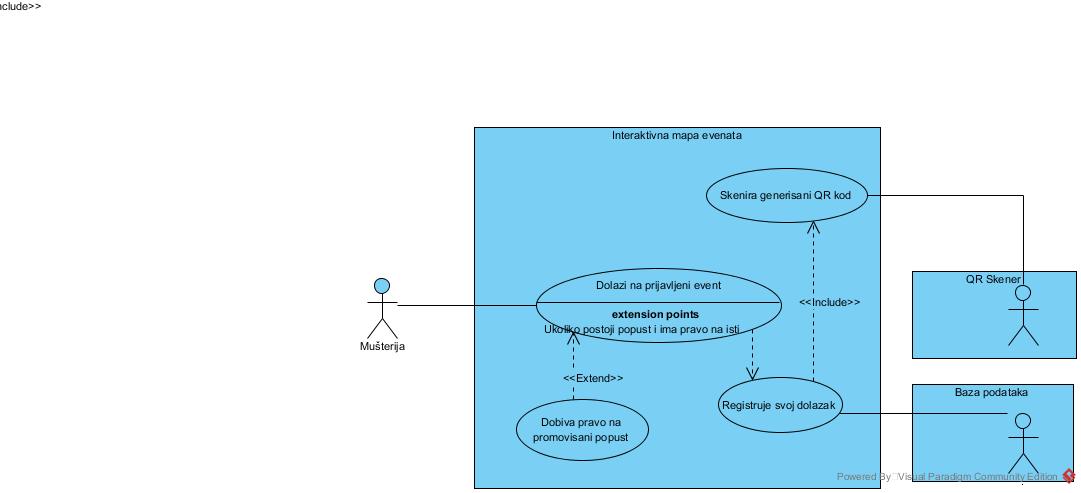 nclude>>
Interaktivna mapa evenata
Skenira generisani QR kod
QR Skener
Dolazi na prijavljeni event
<<Include>>
extension points
Ukoliko postoji popust i ima pravo na isti
Mušterija
<<Extend>>
Baza podataka
Registruje svoj dolazak
Dobiva pravo na
promovisani popust
Powered By Visual Paradigm Community Edition